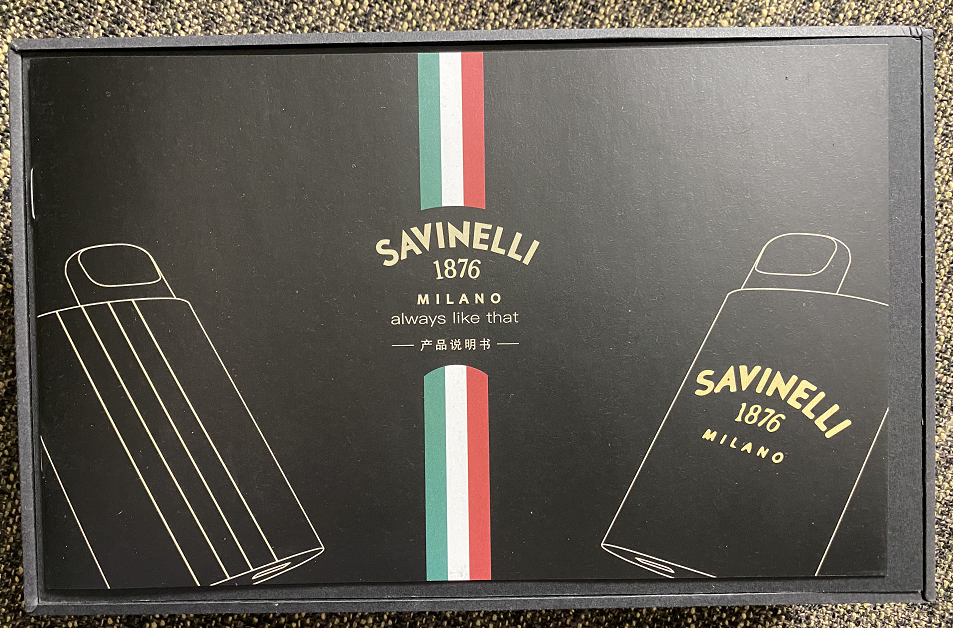 SAVINELLI
1876
MILANO
always like that
产品说明书
SAVINELLI
1876
MILANO